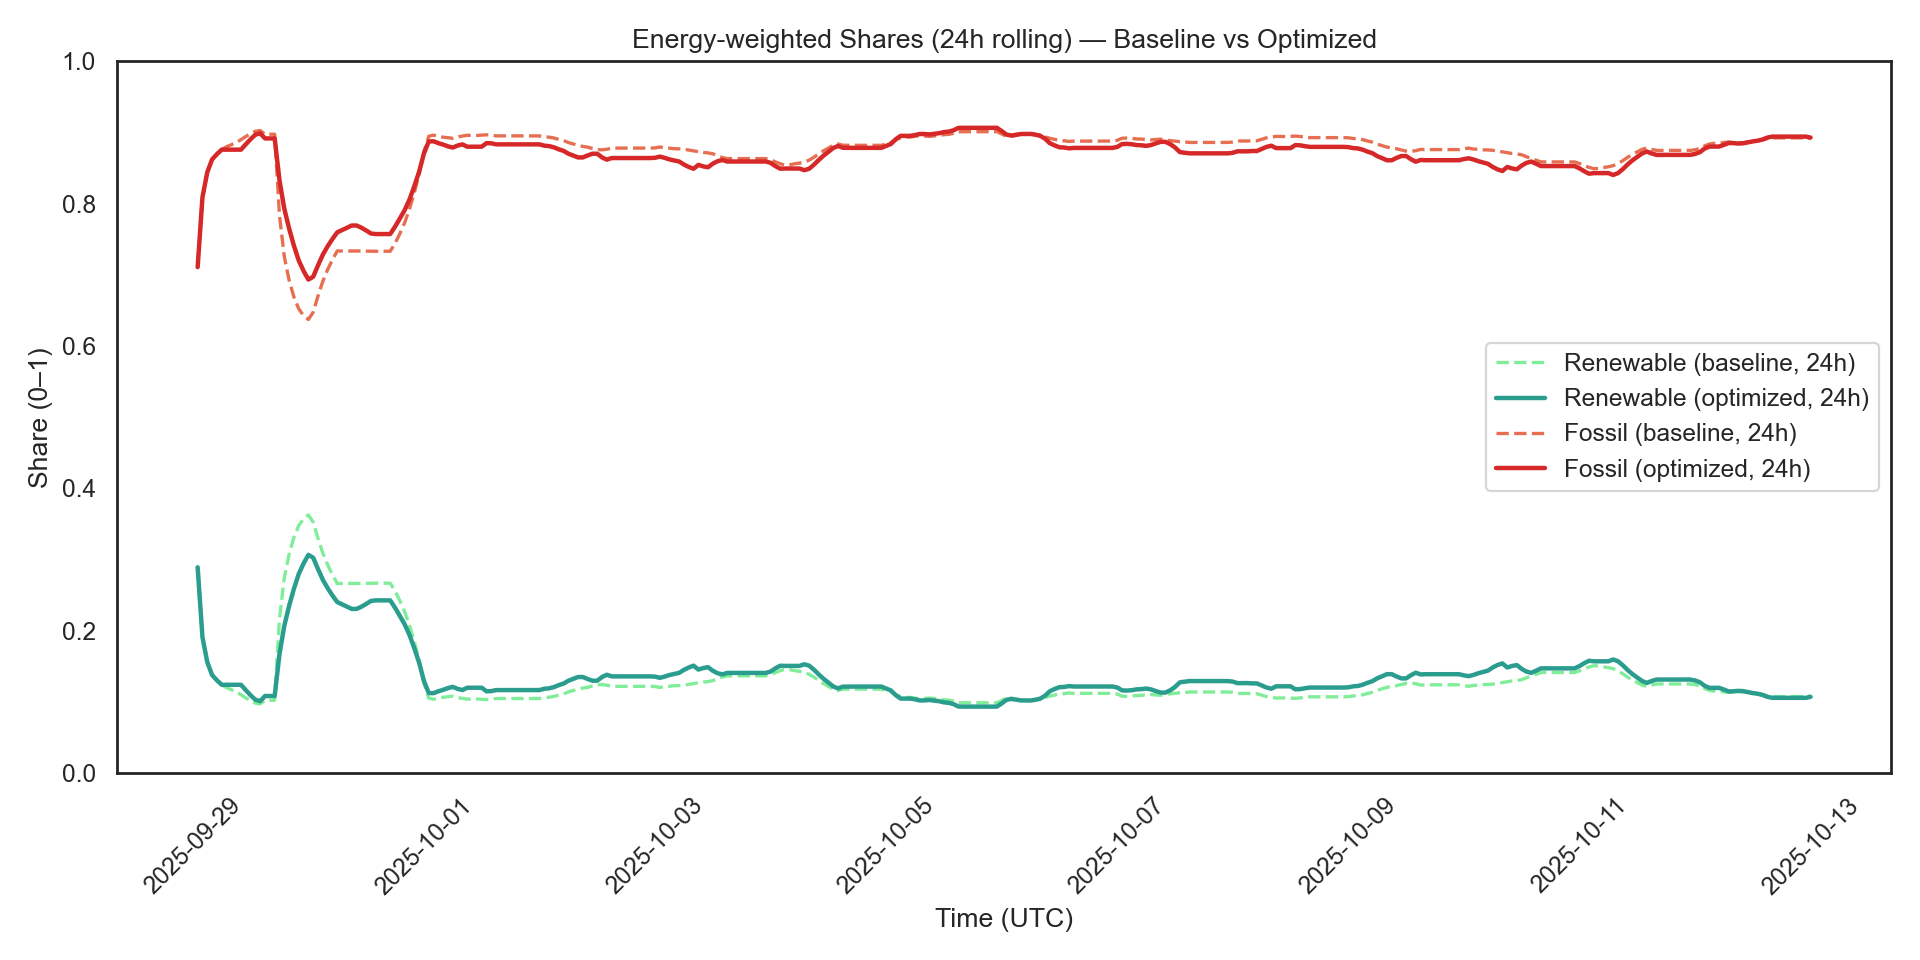 Energy-weighted Shares (24h rolling) — Baseline vs Optimized
Share (0–1)
1.0
0.8
0.6
0.4
0.2
0.0
Renewable (baseline, 24h)
Renewable (optimized, 24h)
Fossil (baseline, 24h)
Fossil (optimized, 24h)
2025-09-29
2025-10-01
2025-10-03
2025-10-05
2025-10-07
2025-10-09
2025-10-11
2025-10-13
Time (UTC)